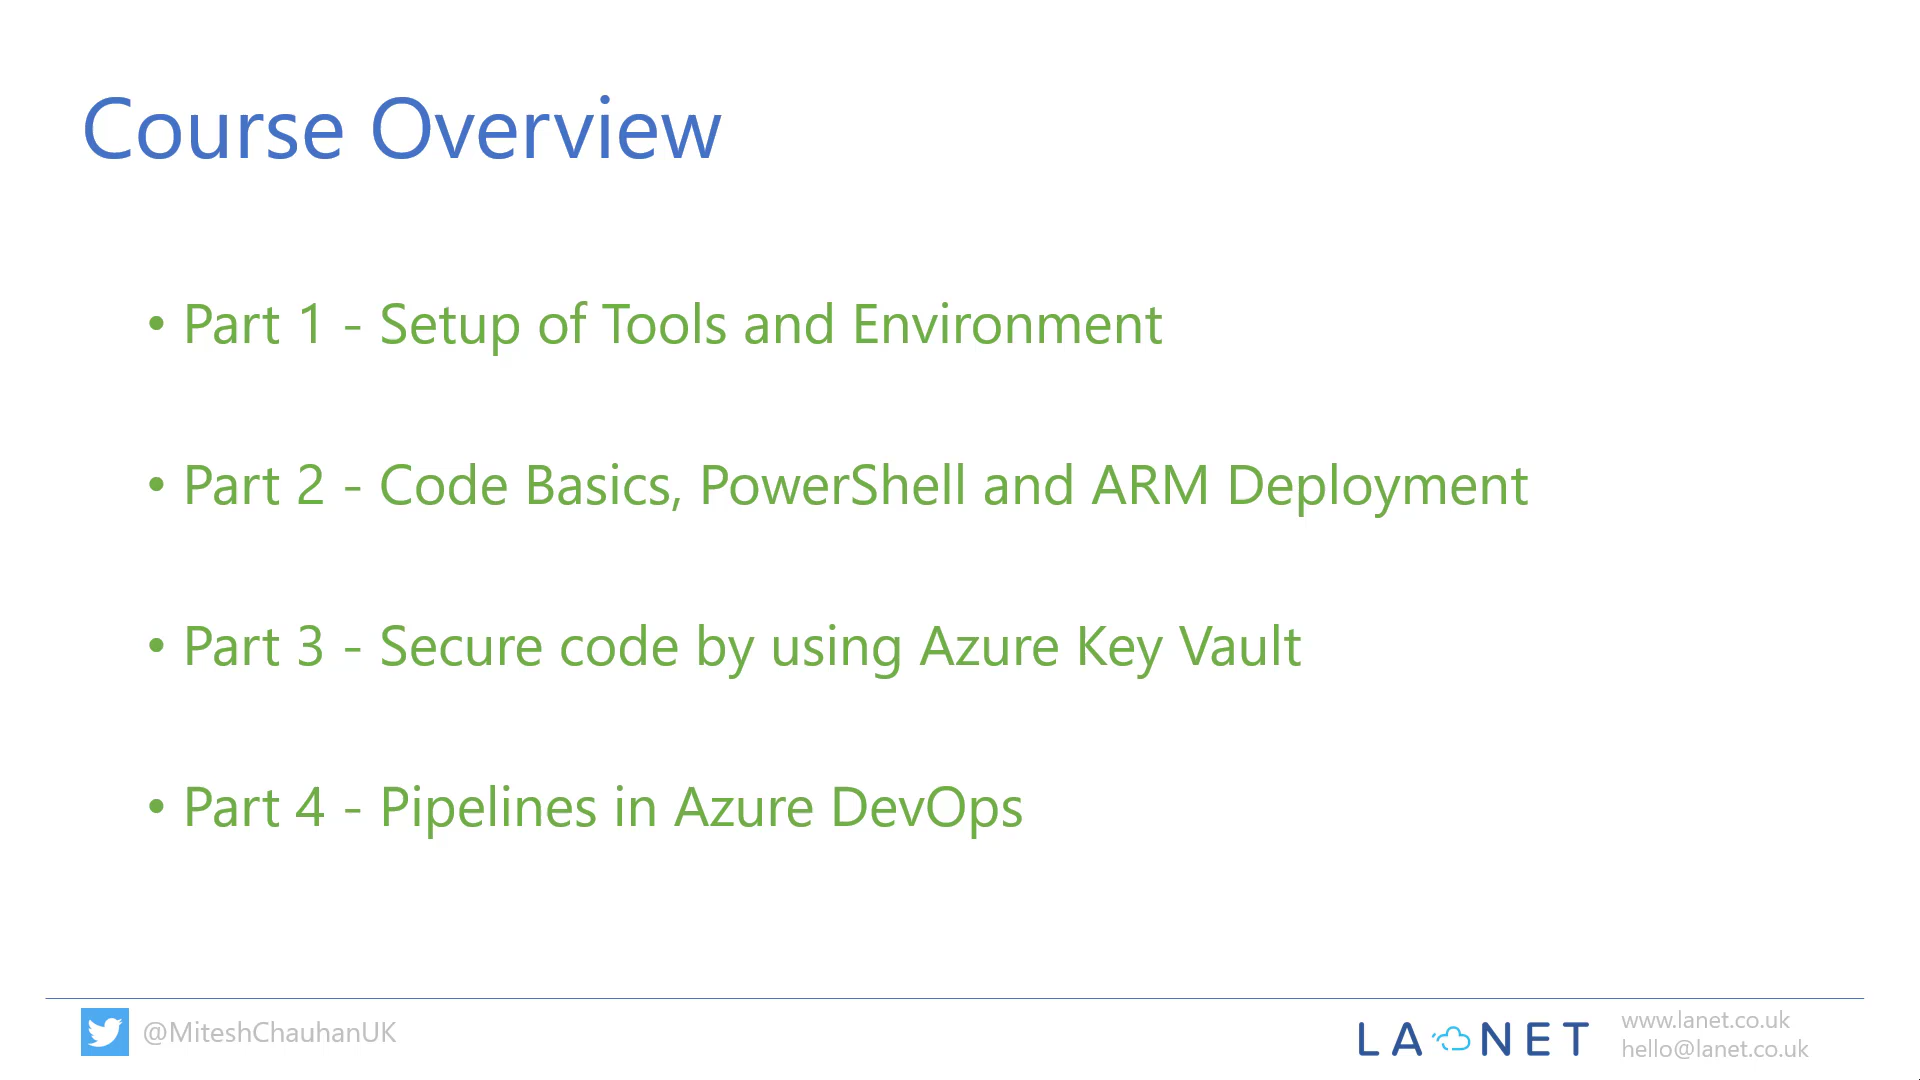 Course Overview
• Part 1 - Setup of Tools and Environment
• Part 2 - Code Basics, PowerShell and ARM Deployment
• Part 3 - Secure code by using Azure Key Vault
• Part 4 - Pipelines in Azure DevOps
@MiteshChauhanUK
LA NET
www.lanet.co.uk
hello@lanet.co.uk